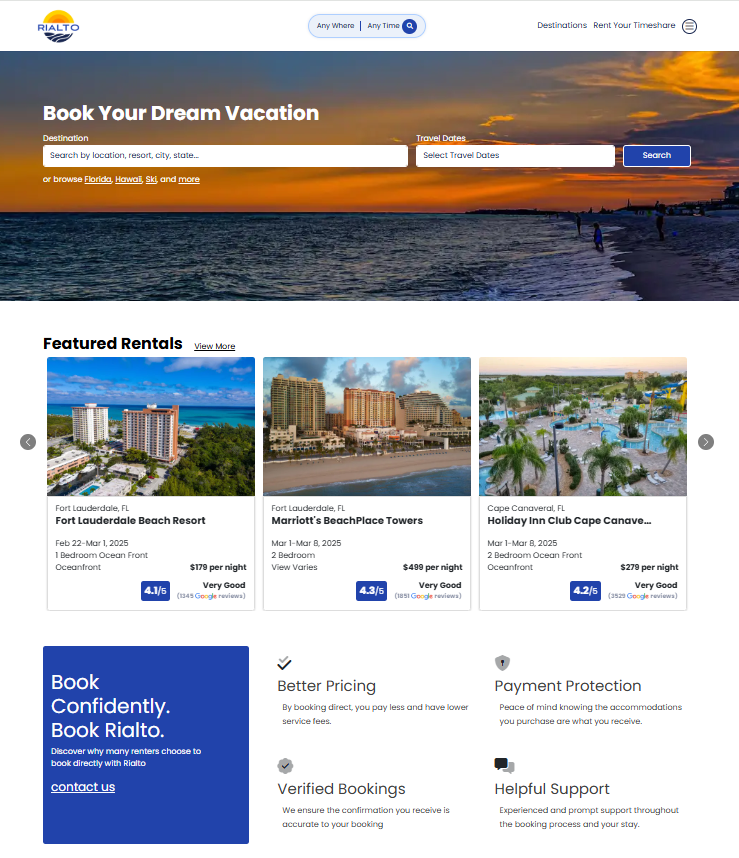 RIALTO
Any Where | Any Time
Destinations Rent Your Timeshare
Book Your Dream Vacation
Destination
Travel Dates
Search by location, resort, city, state...
Select Travel Dates
Search
or browse Florida, Hawaii, Ski, and more
Featured Rentals View More
Fort Lauderdale, FL
Fort Lauderdale Beach Resort
Feb 22-Mar 1, 2025
1 Bedroom Ocean Front
Oceanfront $179 per night
4.1/5 Very Good
(1345 Google reviews)
Fort Lauderdale, FL
Marriott's BeachPlace Towers
Mar 1-Mar 8, 2025
2 Bedroom
View Varies $499 per night
4.3/5 Very Good
(1851 Google reviews)
Cape Canaveral, FL
Holiday Inn Club Cape Canave...
Mar 1-Mar 8, 2025
2 Bedroom Ocean Front
Oceanfront $279 per night
4.2/5 Very Good
(3529 Google reviews)
Book
Confidently.
Book Rialto.
Discover why many renters choose to
book directly with Rialto
contact us
Better Pricing
By booking direct, you pay less and have lower
service fees.
Payment Protection
Peace of mind knowing the accommodations
you purchase are what you receive.
Verified Bookings
We ensure the confirmation you receive is
accurate to your booking
Helpful Support
Experienced and prompt support throughout
the booking process and your stay.